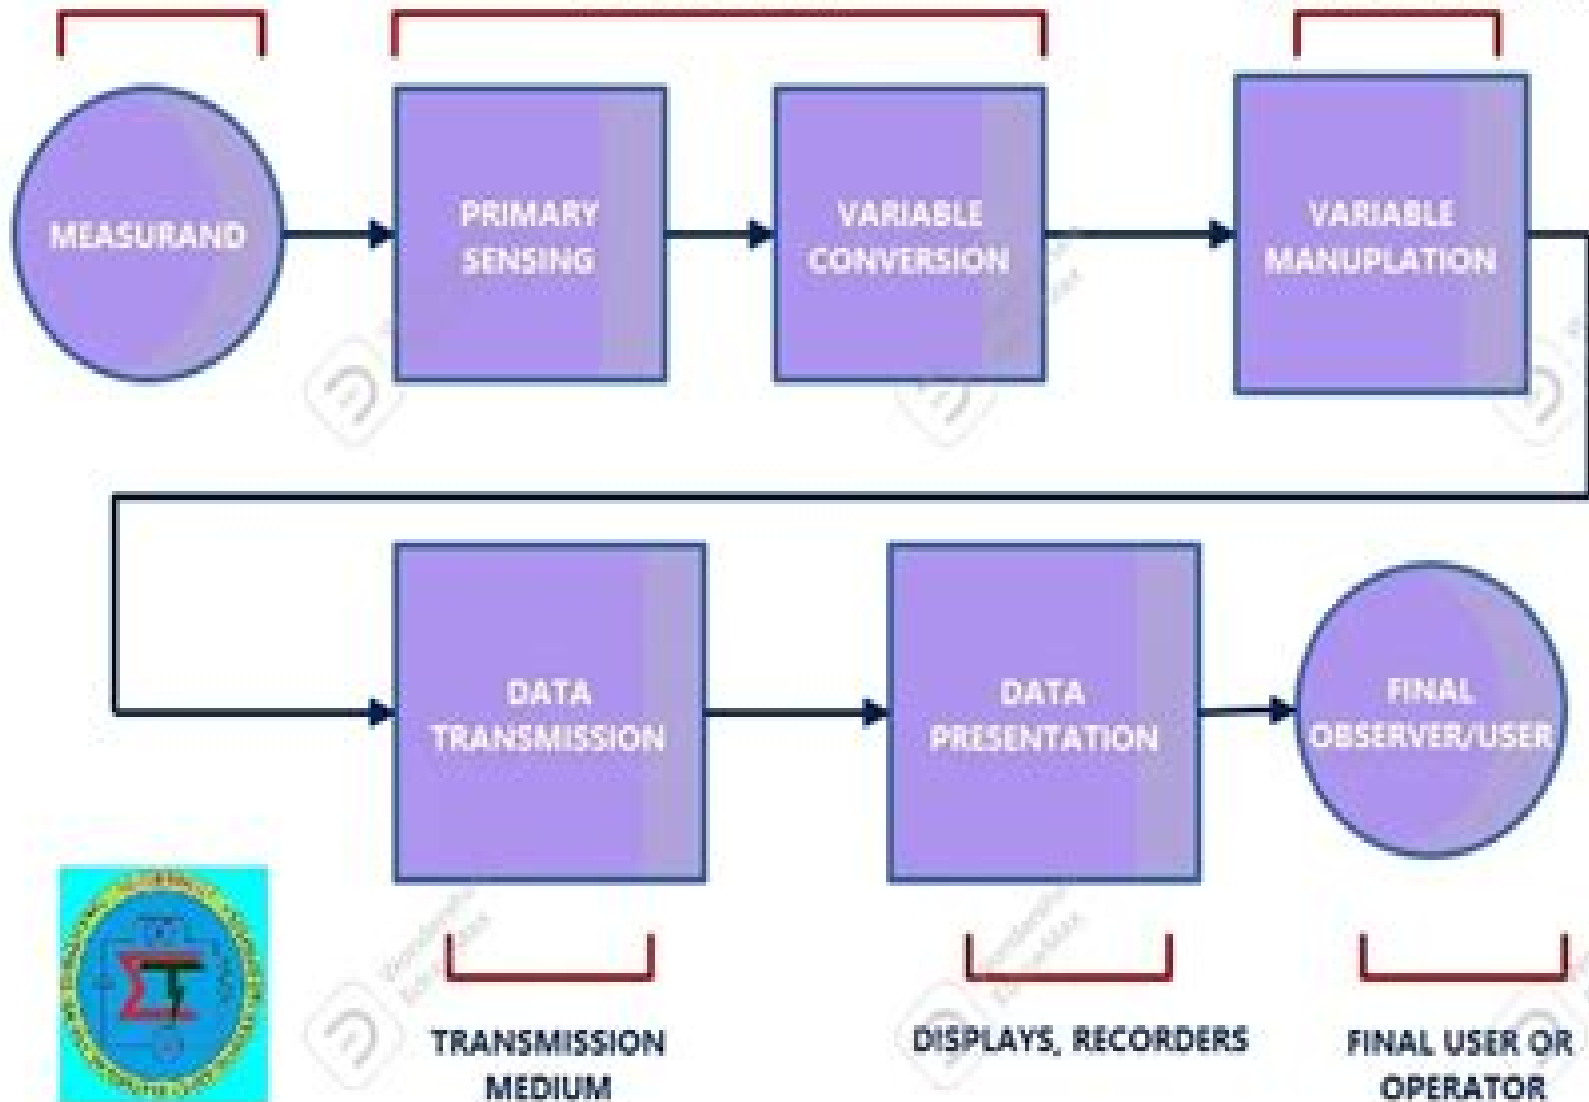 MEASURAND
PRIMARY
SENSING
VARIABLE
CONVERSION
VARIABLE
MANUPLATION
DATA
TRANSMISSION
DATA
PRESENTATION
FINAL
OBSERVER/USER
TRANSMISSION
MEDIUM
DISPLAYS, RECORDERS
FINAL USER OR
OPERATOR